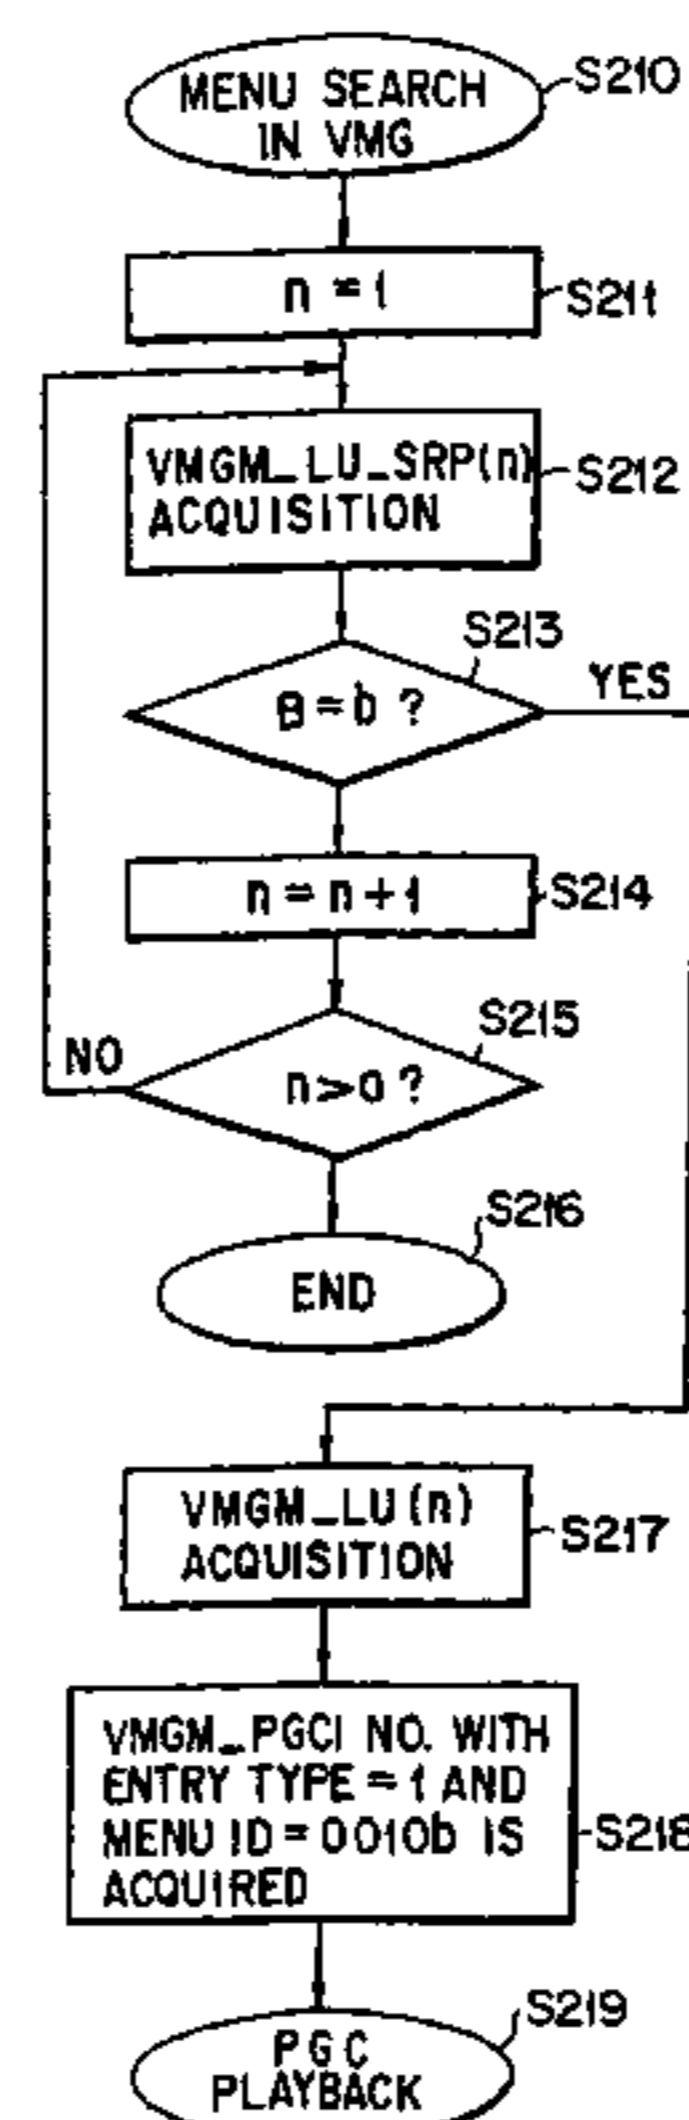 MENU SEARCH
IN VMG
S210
n = 1
S211
VMGM_LU_SRP(n)
ACQUISITION
S212
S213
B = b ?
YES
n = n + 1
S214
S215
NO
n > a ?
S216
END
VMGM_LU (n)
ACQUISITION
S217
VMGM_PGCI NO. WITH
ENTRY TYPE = 1 AND
MENU ID = 0010b IS
ACQUIRED
S218
S219
PGC
PLAYBACK